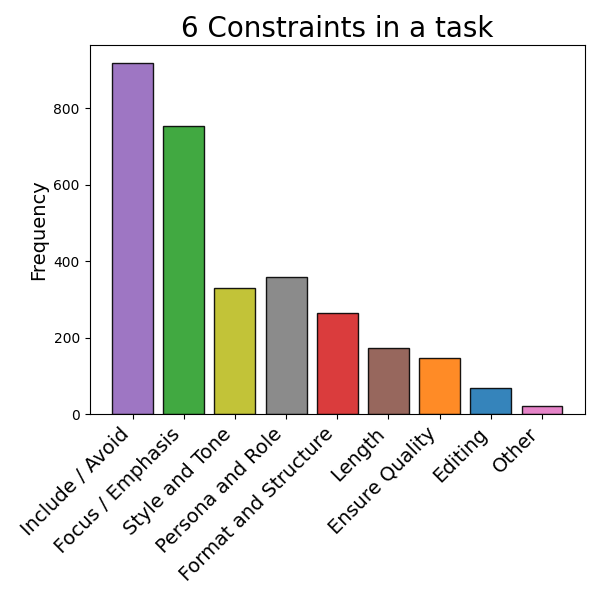 6 Constraints in a task
Frequency
800
600
400
200
0
Include / Avoid
Focus / Emphasis
Style and Tone
Persona and Role
Format and Structure
Length
Ensure Quality
Editing
Other